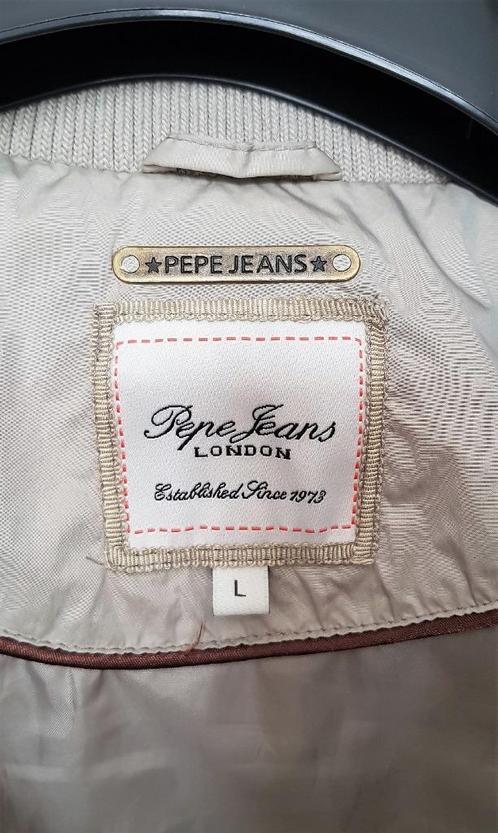 ★PEPE JEANS★
Pepe Jeans
LONDON
Established Since 1973
L